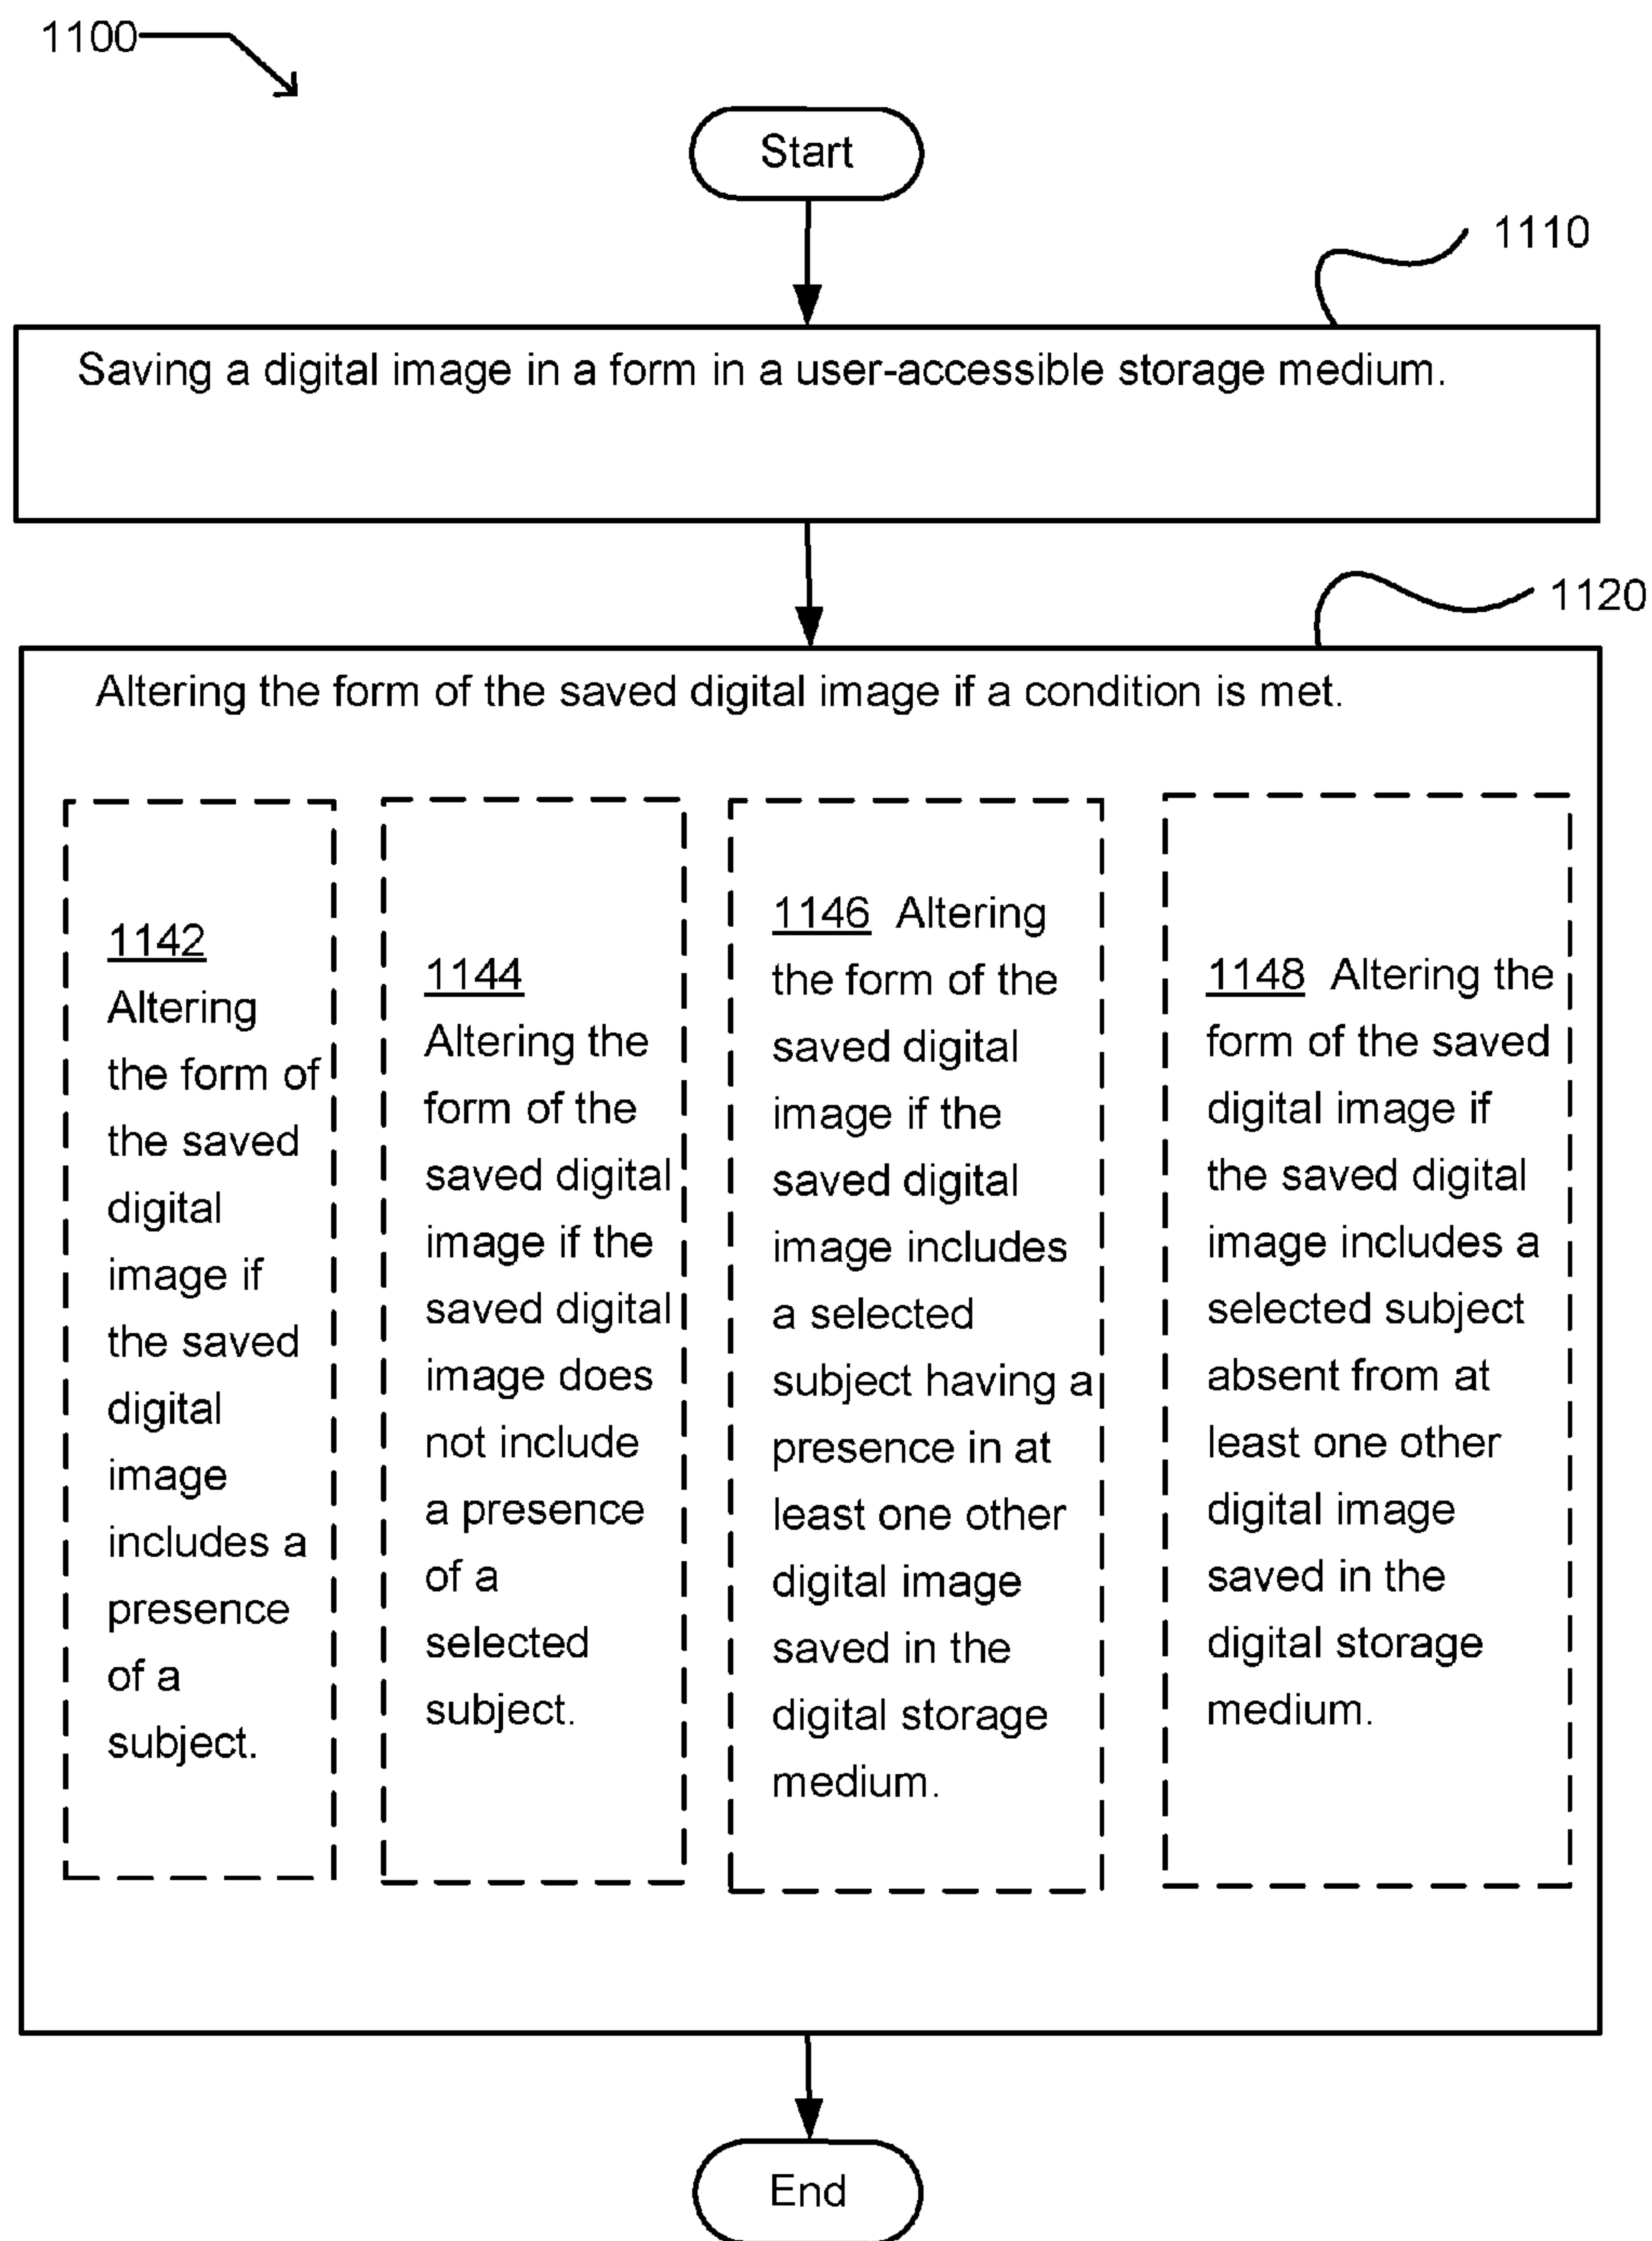 1100
Start
1110
Saving a digital image in a form in a user-accessible storage medium.
1120
Altering the form of the saved digital image if a condition is met.
1142
Altering
the form of
the saved
digital
image if
the saved
digital
image
includes a
presence
of a
subject.
1144
Altering the
form of the
saved digital
image if the
saved digital
image does
not include
a presence
of a
selected
subject.
1146 Altering
the form of the
saved digital
image if the
saved digital
image includes
a selected
subject having a
presence in at
least one other
digital image
saved in the
digital storage
medium.
1148 Altering the
form of the saved
digital image if
the saved digital
image includes a
selected subject
absent from at
least one other
digital image
saved in the
digital storage
medium.
End